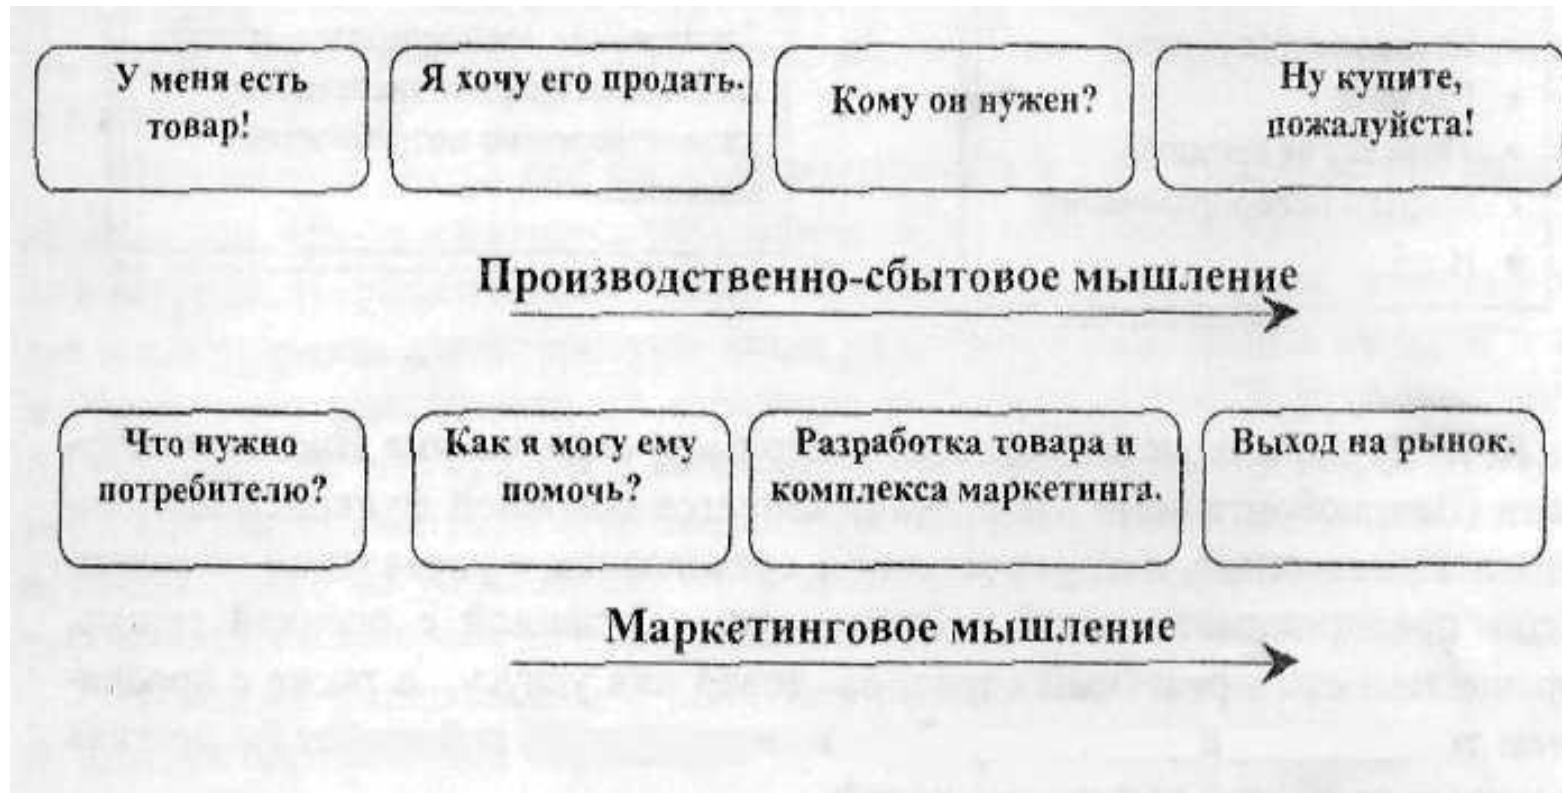 У меня есть
товар!
Я хочу его продать.
Кому он нужен?
Ну купите,
пожалуйста!
Производственно-сбытовое мышление
Что нужно
потребителю?
Как я могу ему
помочь?
Разработка товара и
комплекса маркетинга.
Выход на рынок.
Маркетинговое мышление